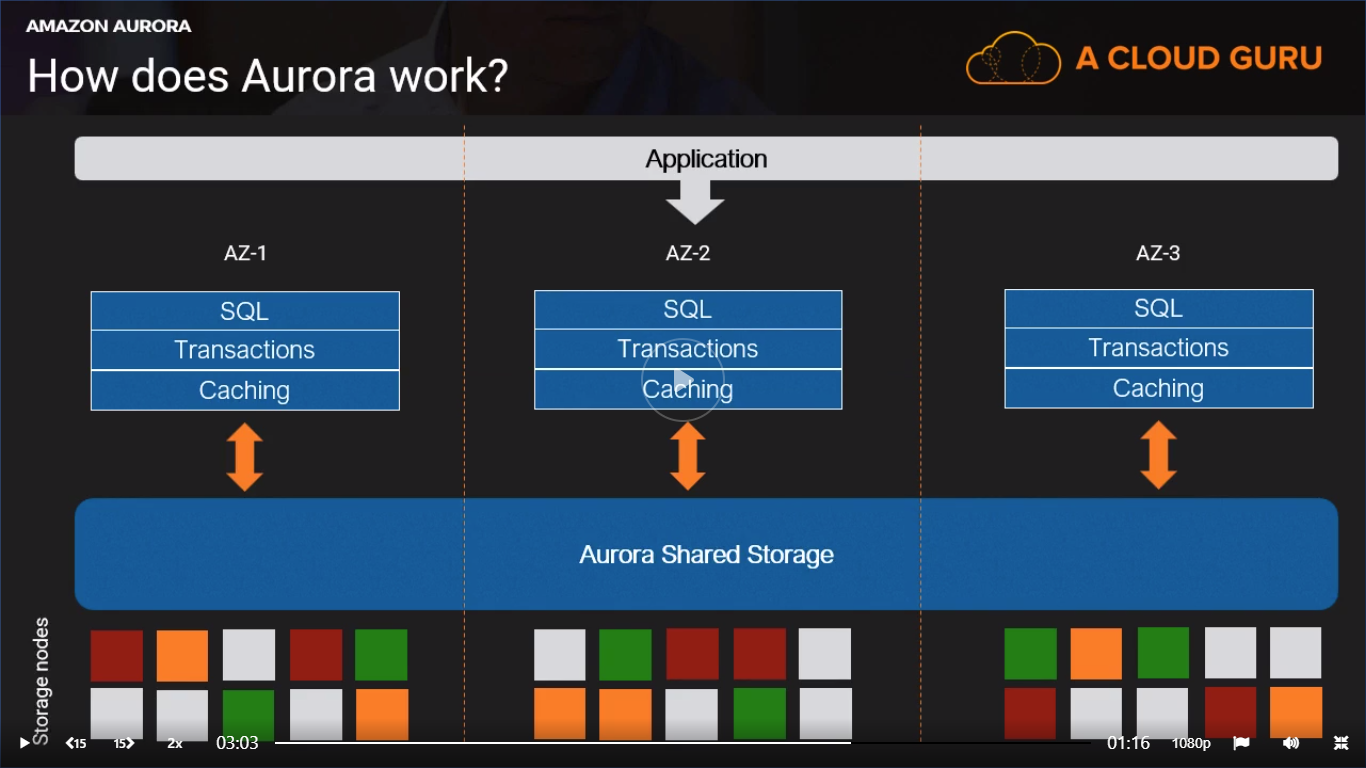 AMAZON AURORA
How does Aurora work?
A CLOUD GURU
Application
AZ-1
AZ-2
AZ-3
SQL
Transactions
Caching
SQL
Transactions
Caching
SQL
Transactions
Caching
Aurora Shared Storage
Storage nodes
15
15
2x
03:03
01:16
1080p